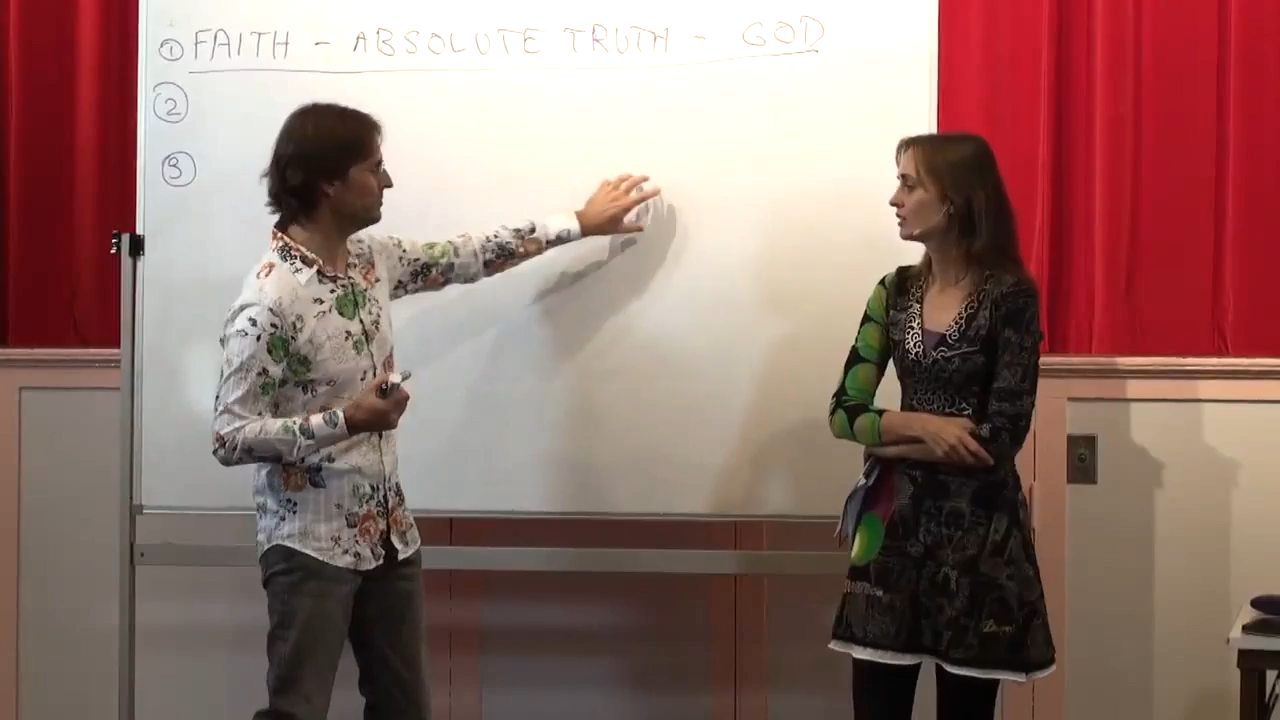 ① FAITH - ABSOLUTE TRUTH - GOD
②
③